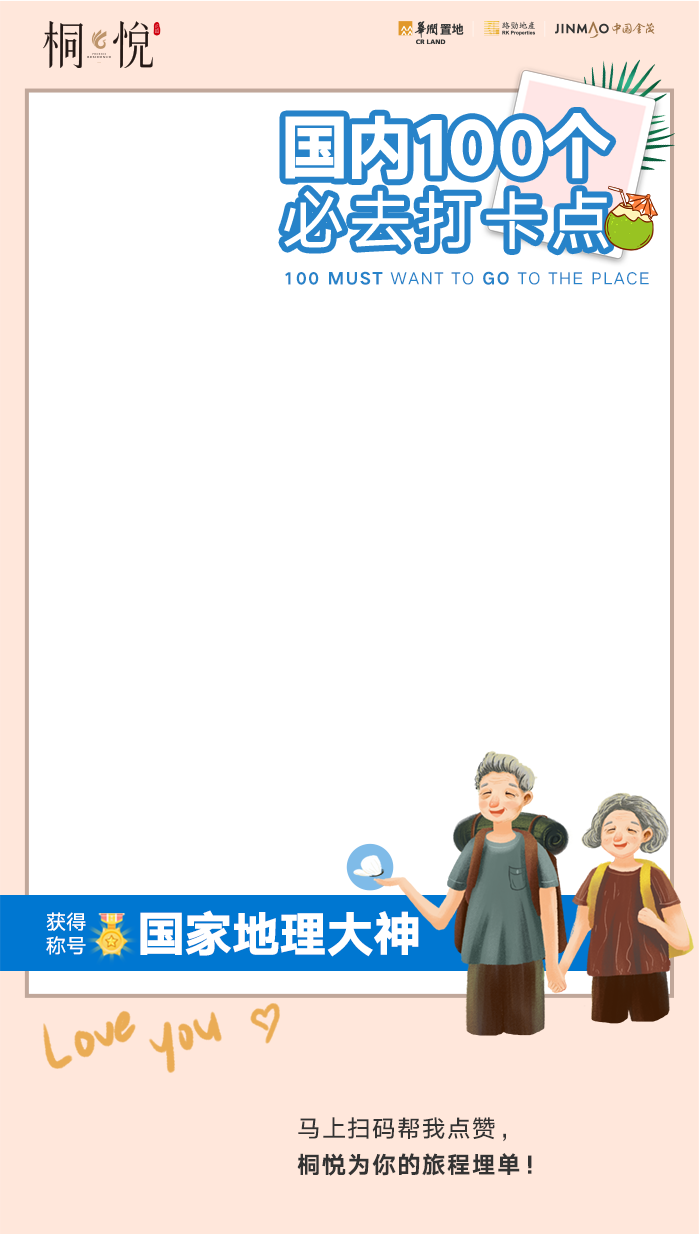 桐悦
華潤置地
CR LAND
路劲地產
RK Properties
JINMAO 中国金茂
国内100个
必去打卡点
100 MUST WANT TO GO TO THE PLACE
获得
称号
国家地理大神
Love you
马上扫码帮我点赞,
桐悦为你的旅程埋单!